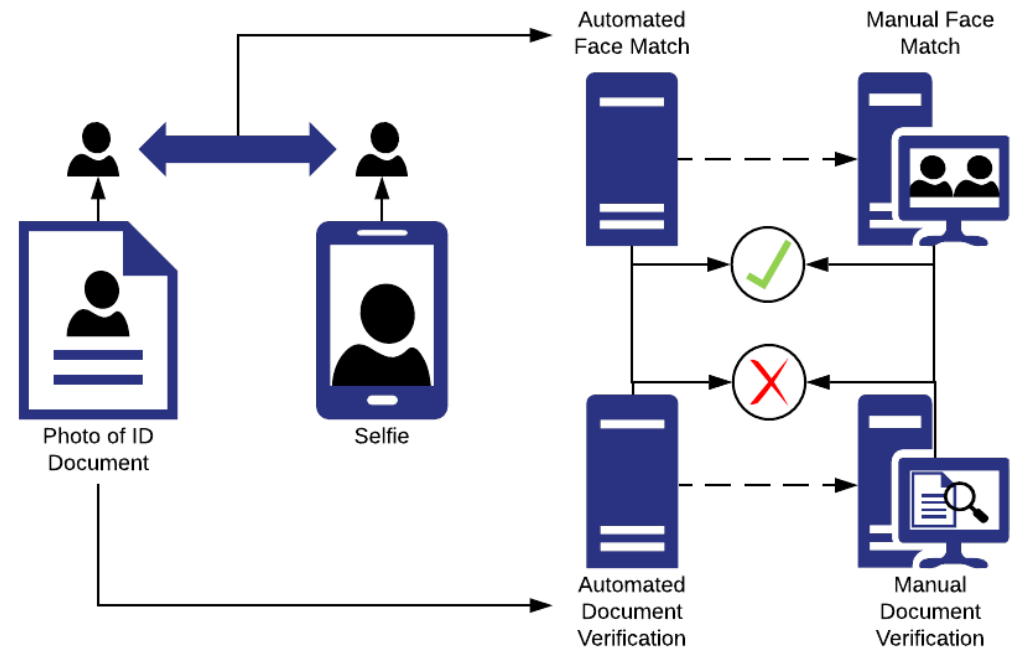 Automated
Face Match
Manual Face
Match
Photo of ID
Document
Selfie
Automated
Document
Verification
Manual
Document
Verification